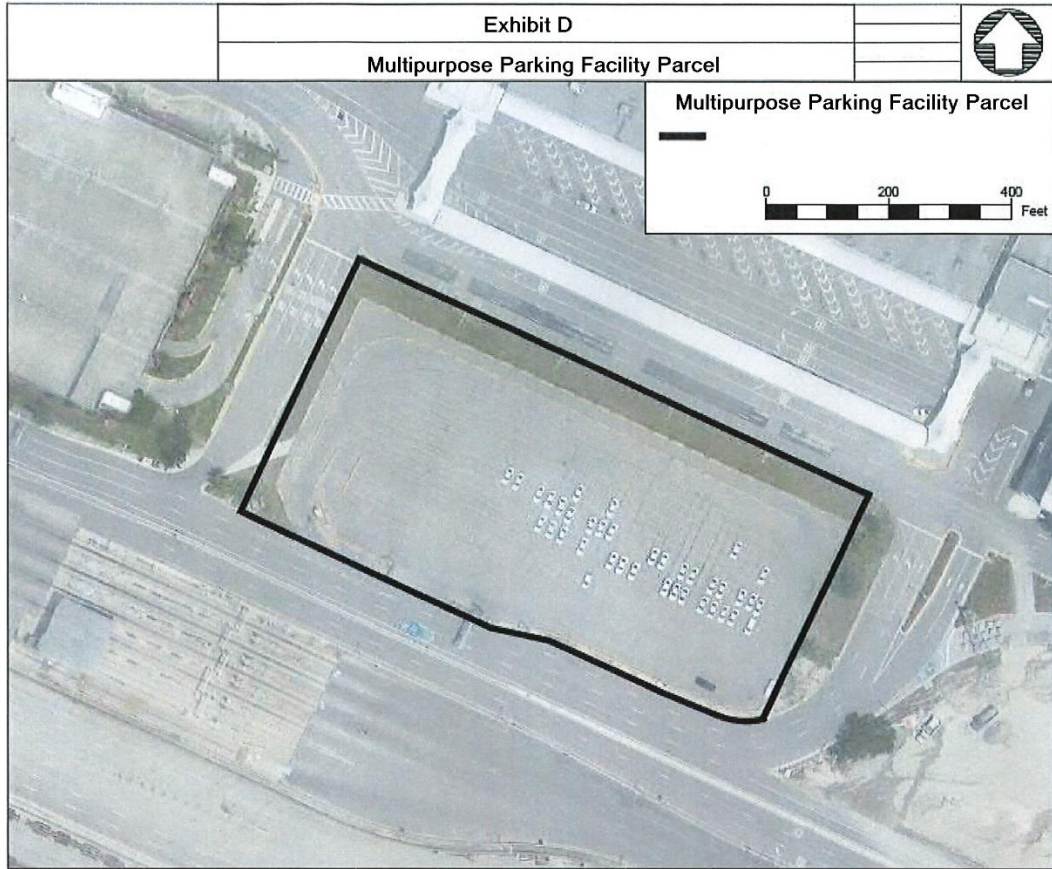 Exhibit D
Multipurpose Parking Facility Parcel
Multipurpose Parking Facility Parcel
0 200 400
Feet